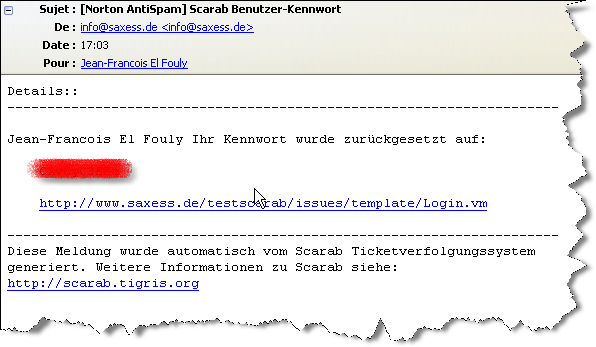 Sujet : [Norton AntiSpam] Scarab Benutzer-Kennwort
De : info@saxess.de <info@saxess.de>
Date : 17:03
Pour : Jean-Francois El Fouly
Details::
------------------------------------------------------------------
Jean-Francois El Fouly Ihr Kennwort wurde zurückgesetzt auf:
http://www.saxess.de/testscarab/issues/template/Login.vm
------------------------------------------------------------------
Diese Meldung wurde automatisch vom Scarab Ticketverfolgungssystem
generiert. Weitere Informationen zu Scarab siehe:
http://scarab.tigris.org